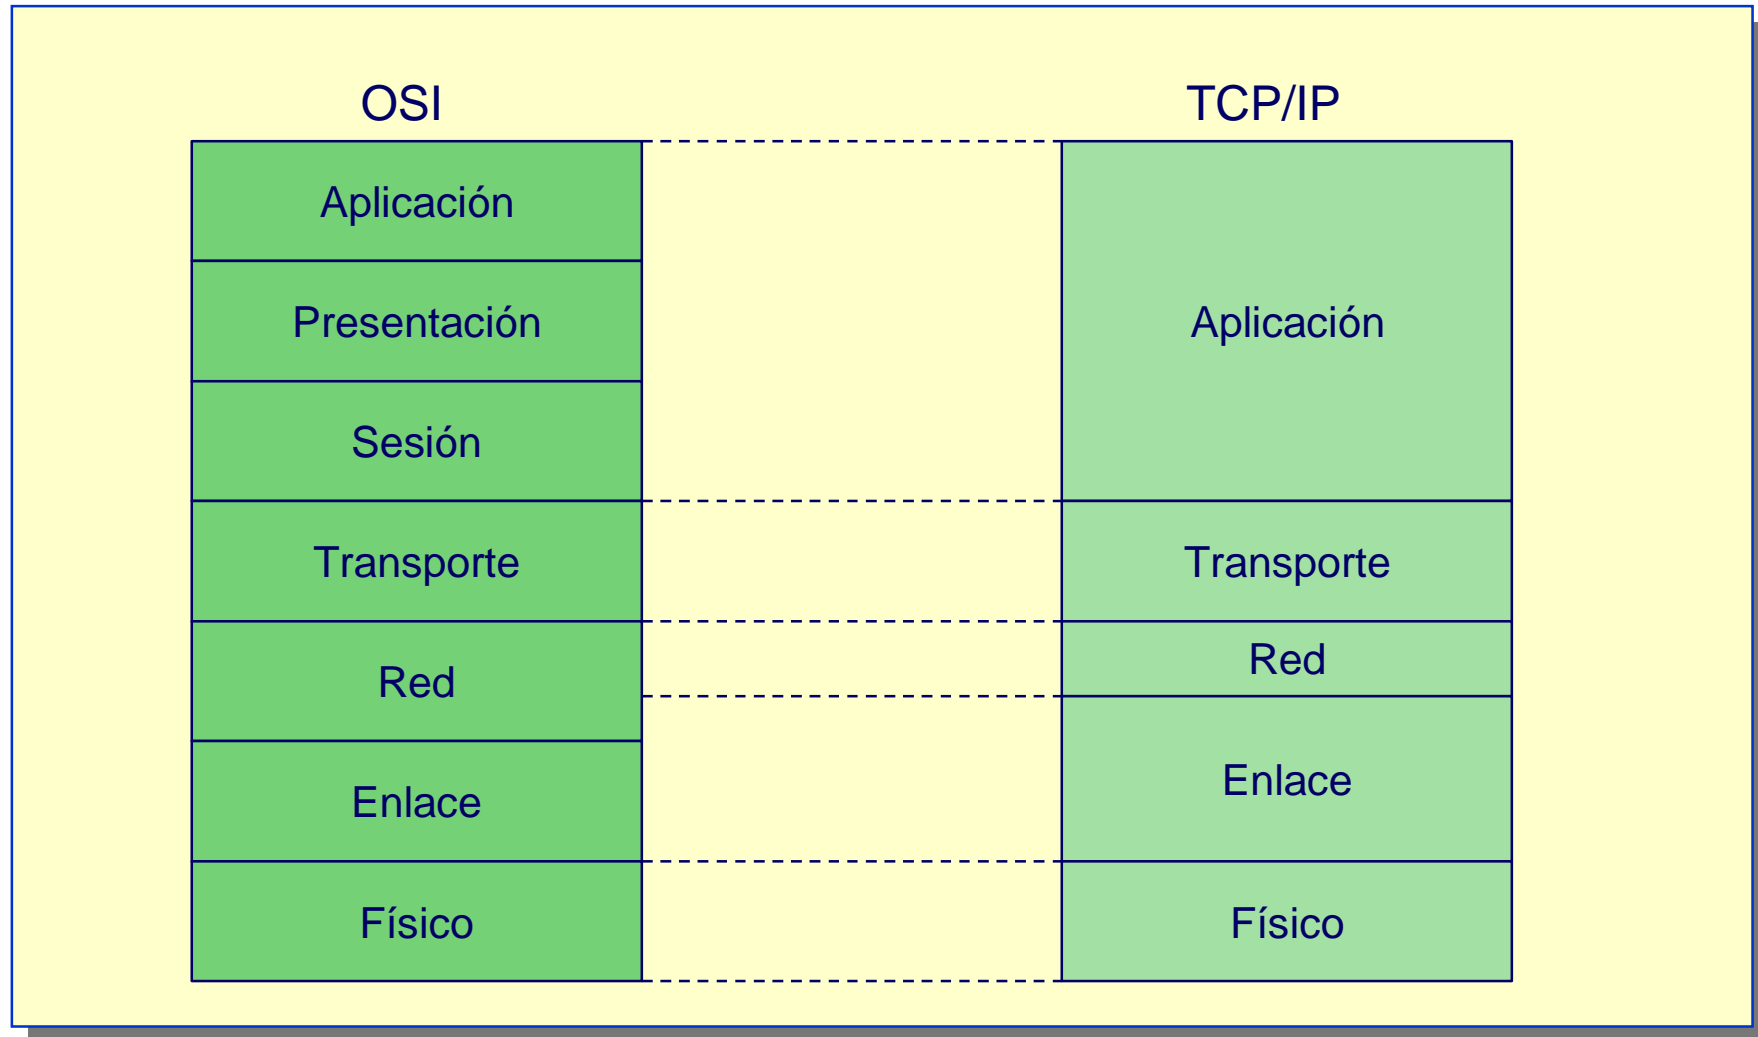 OSI
TCP/IP
Aplicación
Presentación
Sesión
Transporte
Red
Enlace
Físico
Aplicación
Transporte
Red
Enlace
Físico